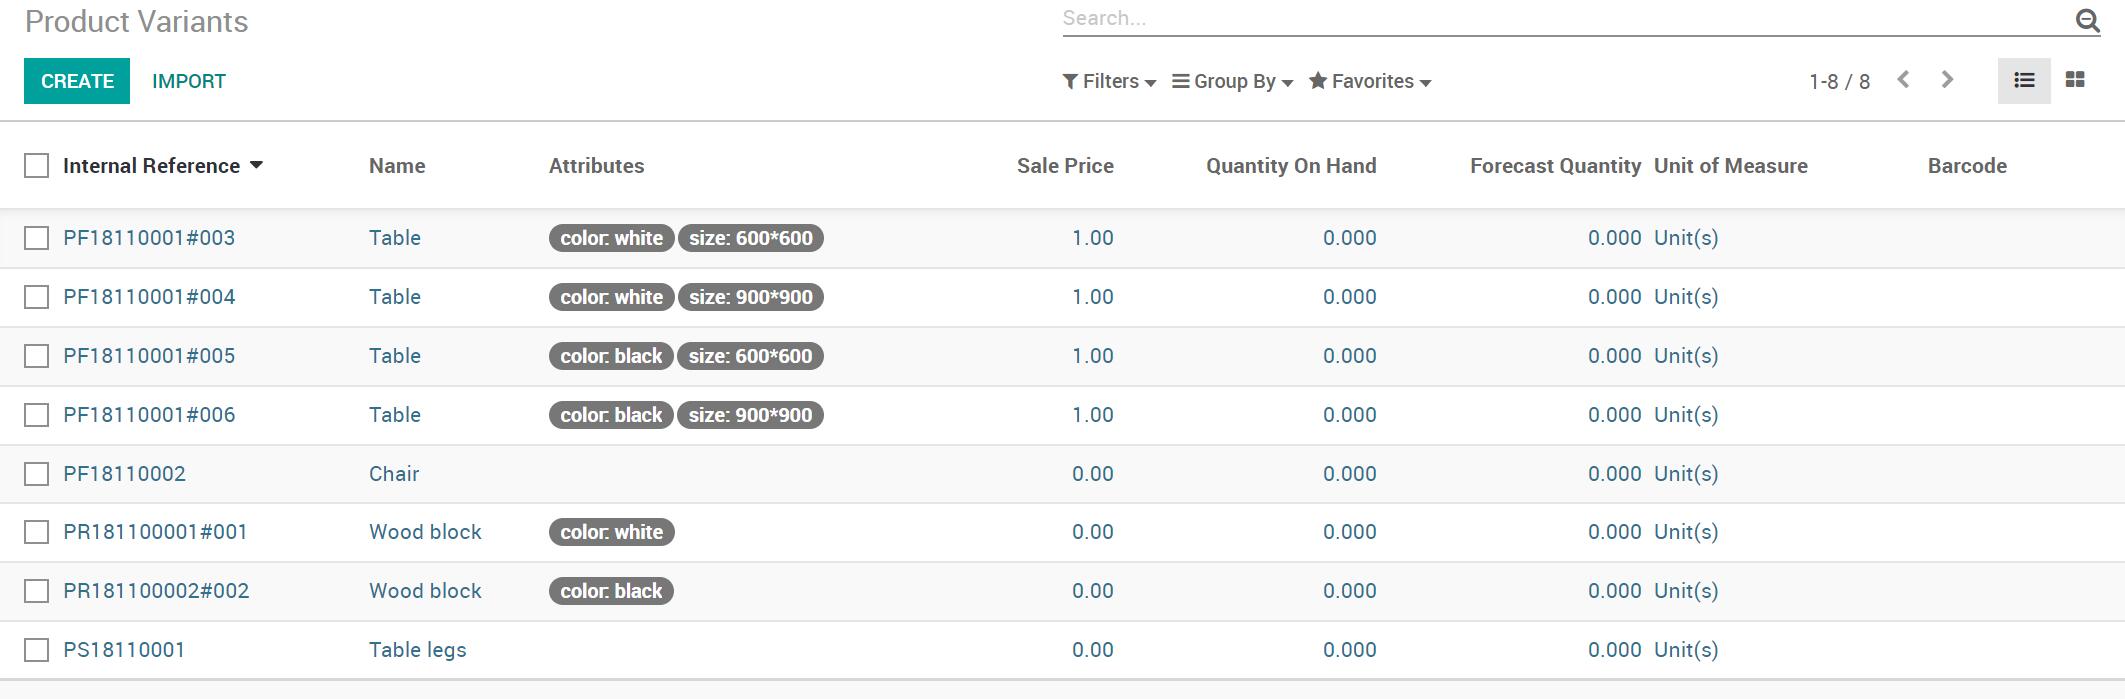 Product Variants
Search...
CREATE IMPORT Filters Group By Favorites 1-8 / 8
Internal Reference Name Attributes Sale Price Quantity On Hand Forecast Quantity Unit of Measure Barcode
PF18110001#003 Table color: white size: 600*600 1.00 0.000 0.000 Unit(s)
PF18110001#004 Table color: white size: 900*900 1.00 0.000 0.000 Unit(s)
PF18110001#005 Table color: black size: 600*600 1.00 0.000 0.000 Unit(s)
PF18110001#006 Table color: black size: 900*900 1.00 0.000 0.000 Unit(s)
PF18110002 Chair 0.00 0.000 0.000 Unit(s)
PR181100001#001 Wood block color: white 0.00 0.000 0.000 Unit(s)
PR181100002#002 Wood block color: black 0.00 0.000 0.000 Unit(s)
PS18110001 Table legs 0.00 0.000 0.000 Unit(s)